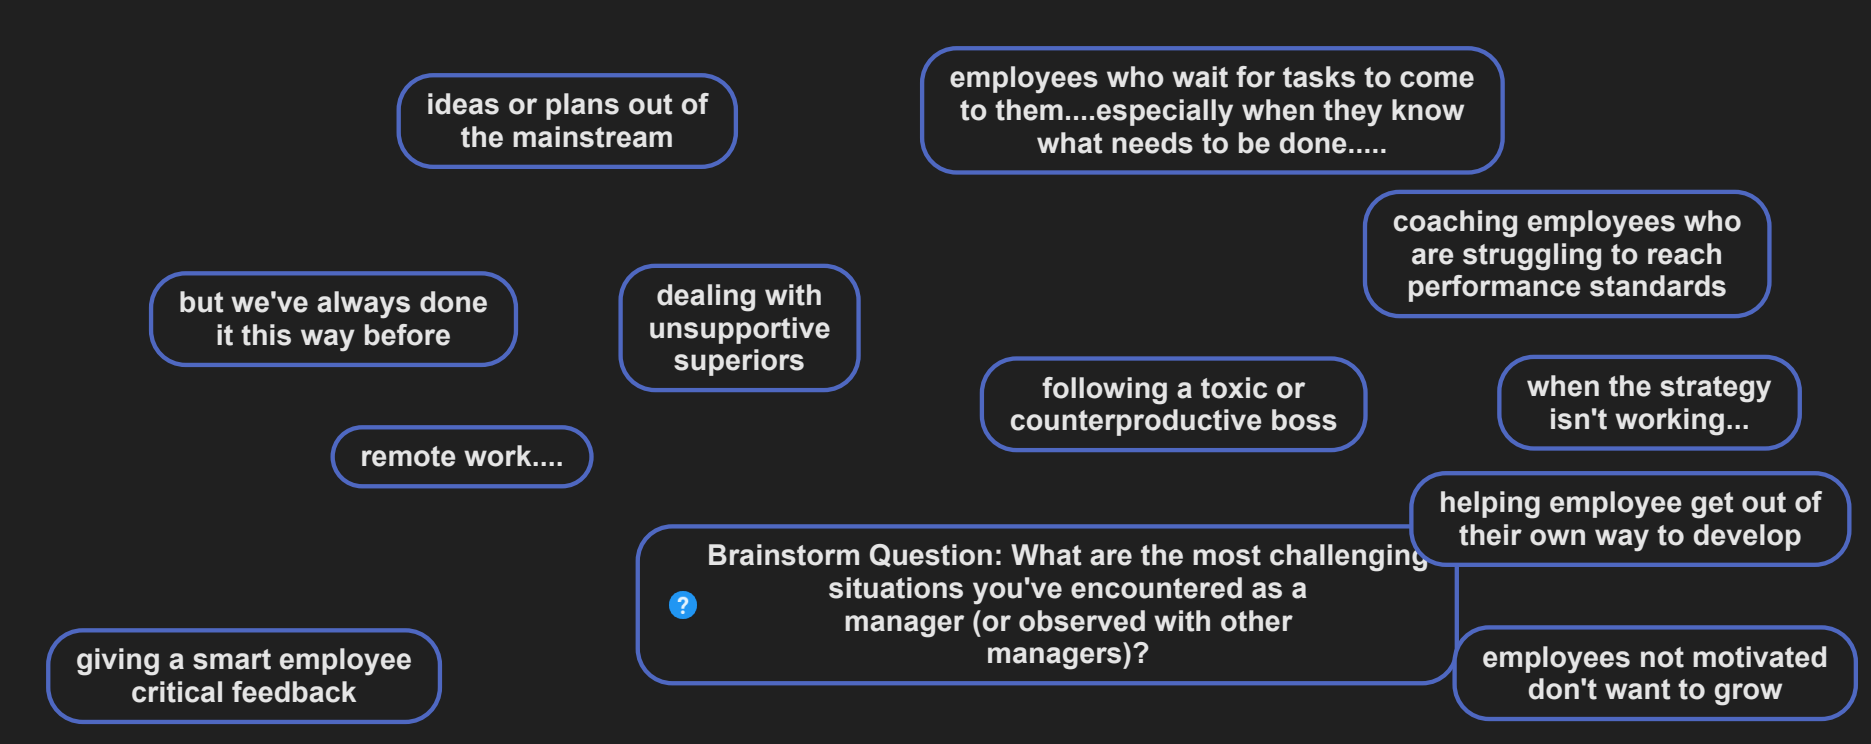 ideas or plans out of
the mainstream
employees who wait for tasks to come
to them....especially when they know
what needs to be done.....
coaching employees who
are struggling to reach
performance standards
but we've always done
it this way before
dealing with
unsupportive
superiors
following a toxic or
counterproductive boss
when the strategy
isn't working...
remote work....
helping employee get out of
their own way to develop
Brainstorm Question: What are the most challenging
situations you've encountered as a
manager (or observed with other
managers)?
?
giving a smart employee
critical feedback
employees not motivated
don't want to grow